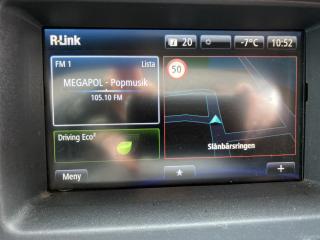 R-Link
i 20
-7°C
10:52
FM 1
Lista
MEGAPOL - Popmusik
105.10 FM
50
Driving Eco²
Slånbärsringen
Meny
+